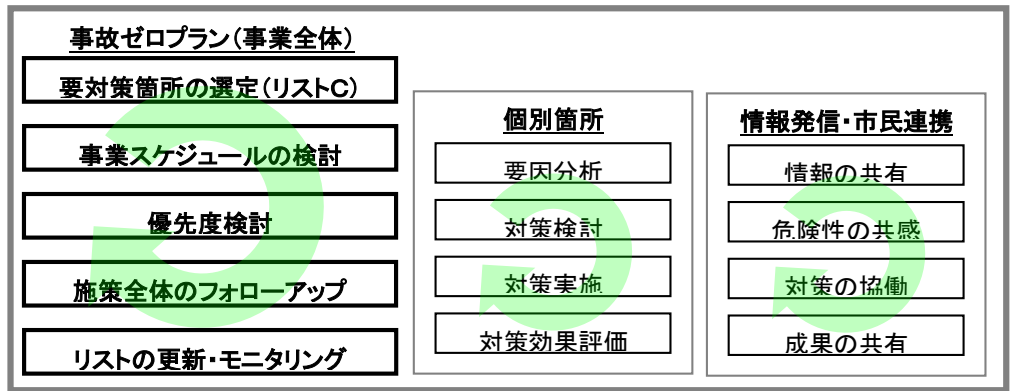 事故ゼロプラン（事業全体）
要対策箇所の選定（リストC）
事業スケジュールの検討
優先度検討
施策全体のフォローアップ
リストの更新・モニタリング
個別箇所
要因分析
対策検討
対策実施
対策効果評価
情報発信・市民連携
情報の共有
危険性の共感
対策の協働
成果の共有